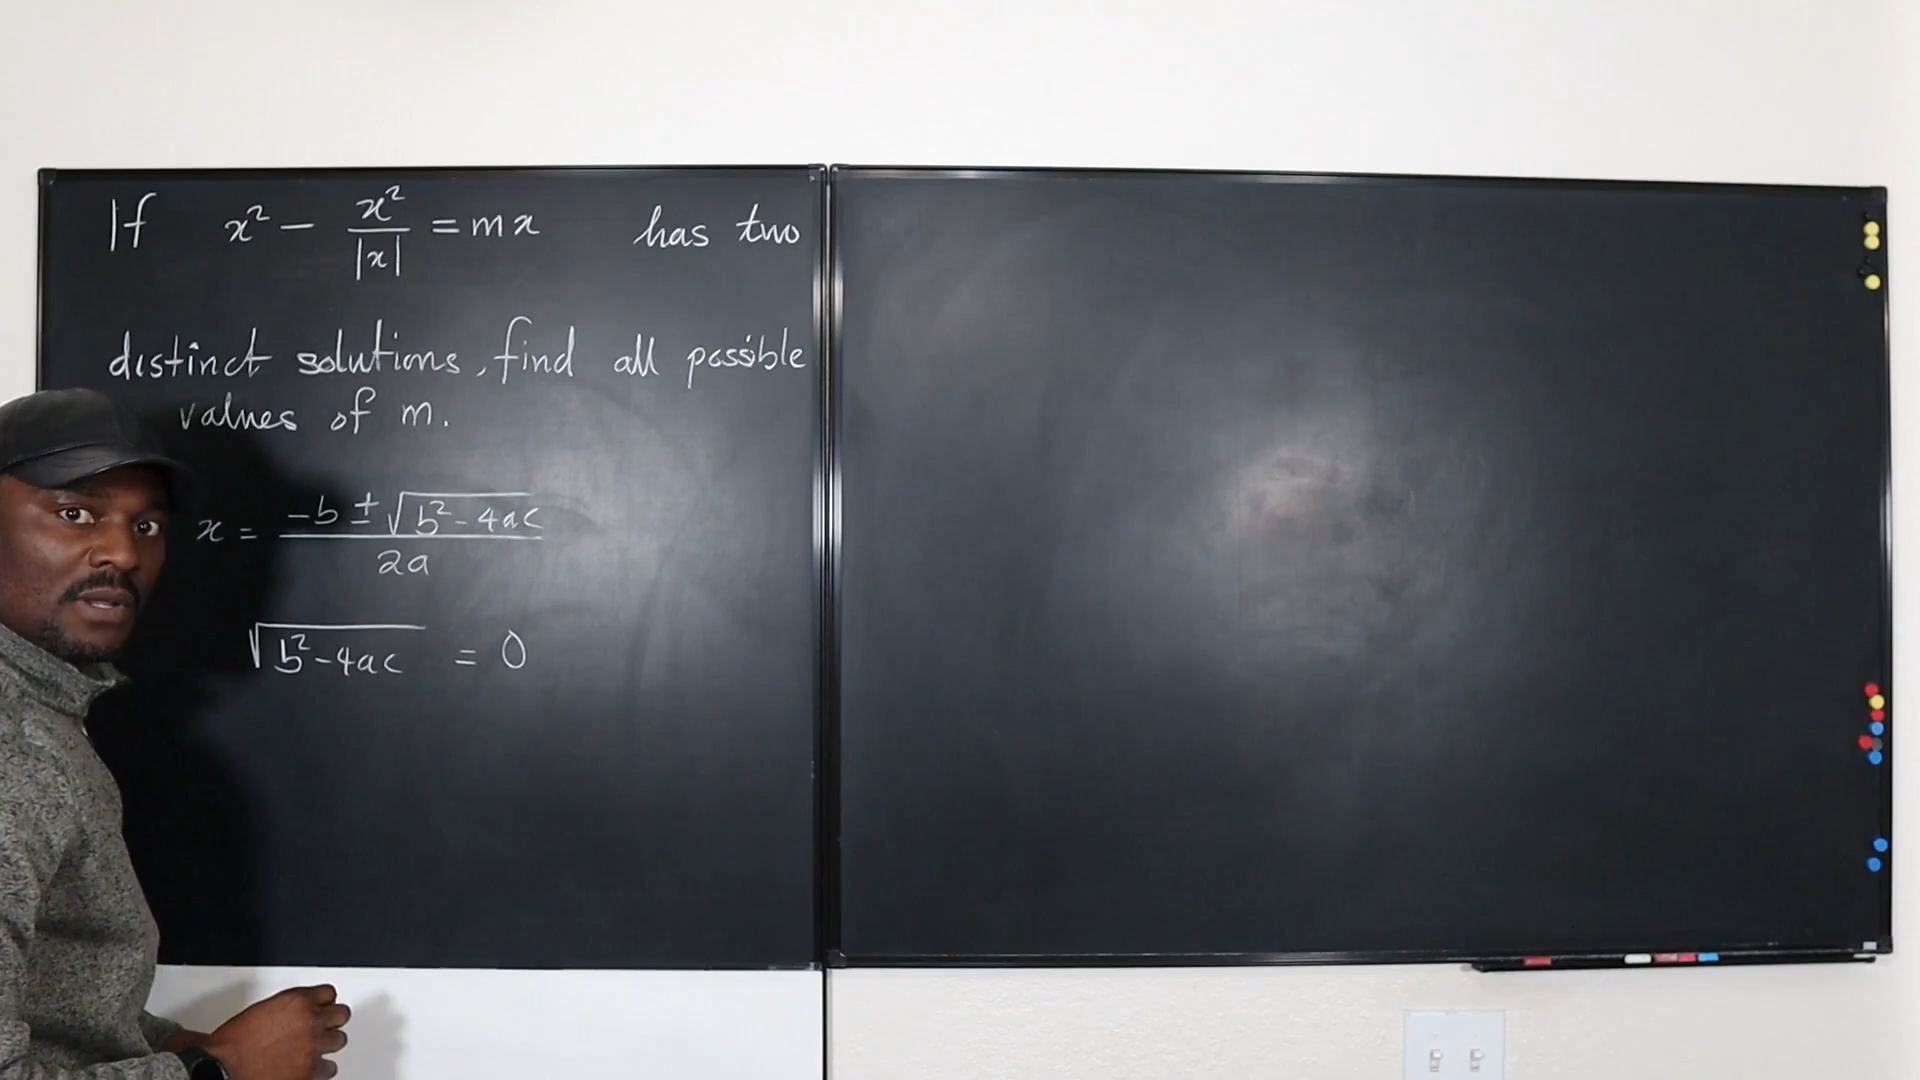 If x² - x²/|x| = mx has two
distinct solutions, find all possible
values of m.
x = (-b ± √(b² - 4ac))/2a
√(b² - 4ac) = 0